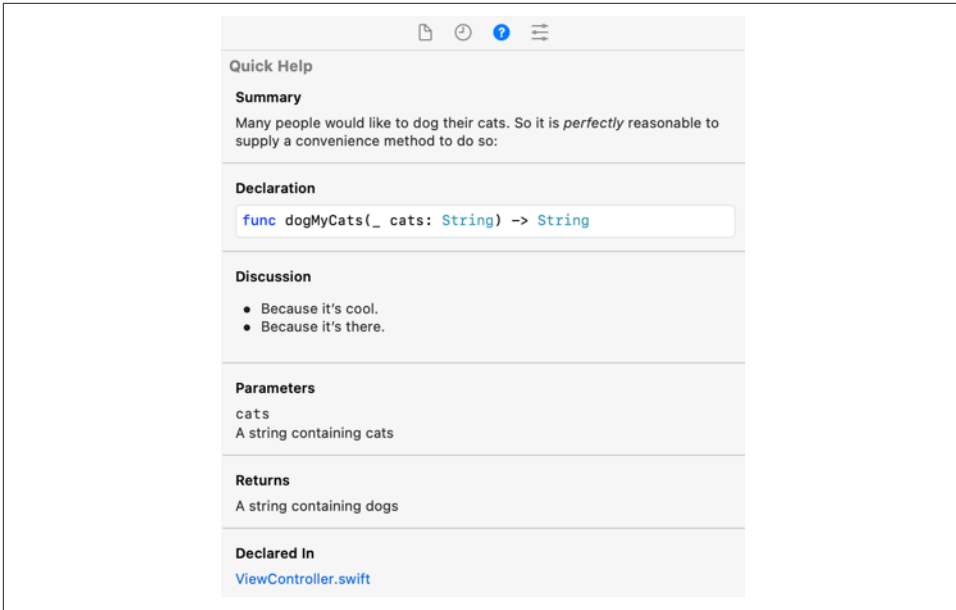 ?
Quick Help
Summary
Many people would like to dog their cats. So it is perfectly reasonable to
supply a convenience method to do so:
Declaration
func dogMyCats(_ cats: String) -> String
Discussion
● Because it's cool.
● Because it's there.
Parameters
cats
A string containing cats
Returns
A string containing dogs
Declared In
ViewController.swift